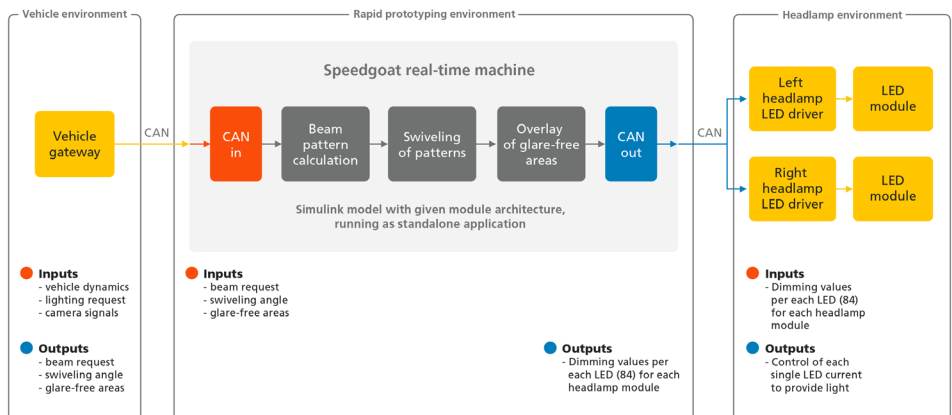 Vehicle environment
Rapid prototyping environment
Headlamp environment
Speedgoat real-time machine
Vehicle
gateway
CAN
CAN
in
Beam
pattern
calculation
Swiveling
of patterns
Overlay
of glare-free
areas
CAN
out
CAN
Left
headlamp
LED driver
LED
module
Right
headlamp
LED driver
LED
module
Simulink model with given module architecture,
running as standalone application
Inputs
- vehicle dynamics
- lighting request
- camera signals
Outputs
- beam request
- swiveling angle
- glare-free areas
Inputs
- beam request
- swiveling angle
- glare-free areas
Outputs
- Dimming values per
each LED (84) for each
headlamp module
Inputs
- Dimming values
per each LED (84)
for each headlamp
module
Outputs
- Control of each
single LED current
to provide light